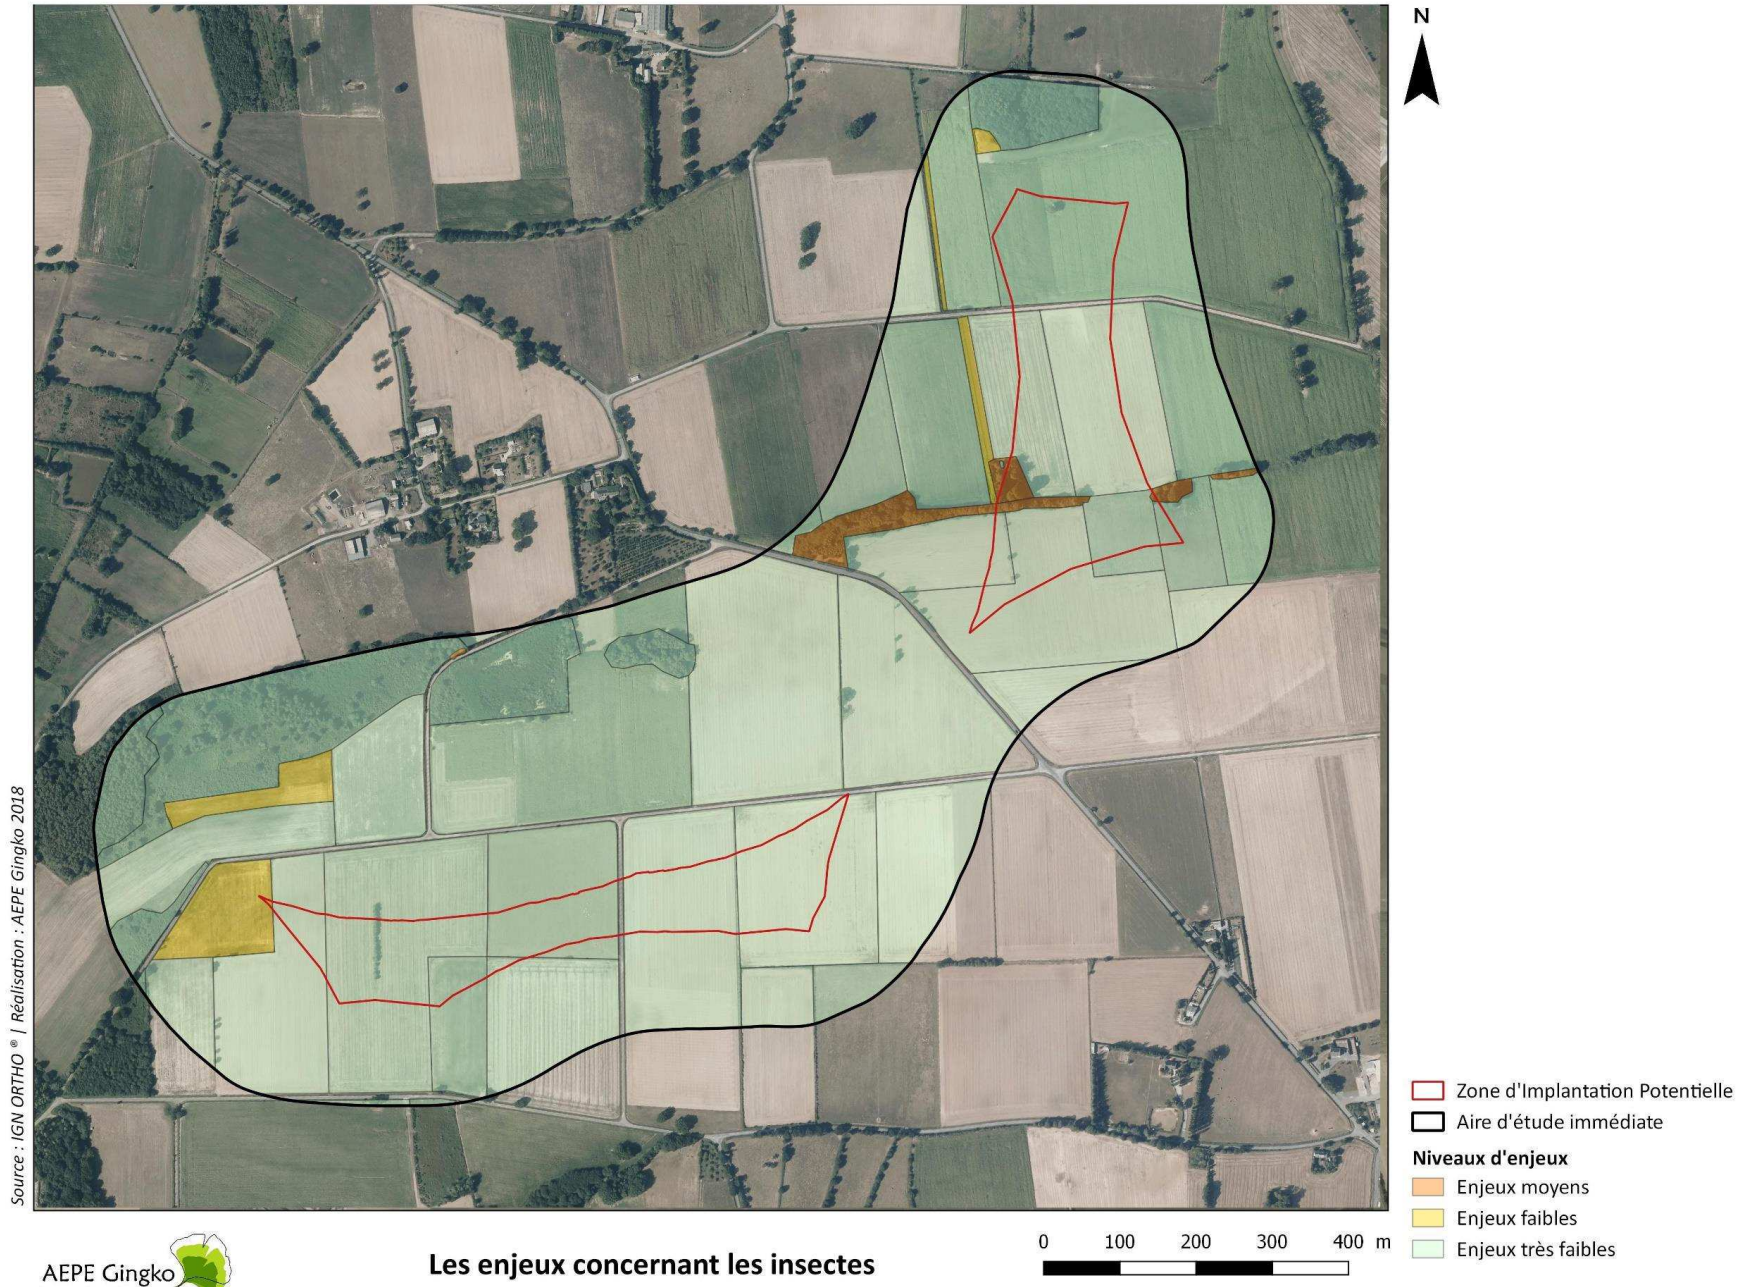 N
Source : IGN ORTHO ® | Réalisation : AEPE Gingko 2018
Zone d'Implantation Potentielle
Aire d'étude immédiate
Niveaux d'enjeux
Enjeux moyens
Enjeux faibles
Enjeux très faibles
AEPE Gingko
Les enjeux concernant les insectes
0 100 200 300 400 m